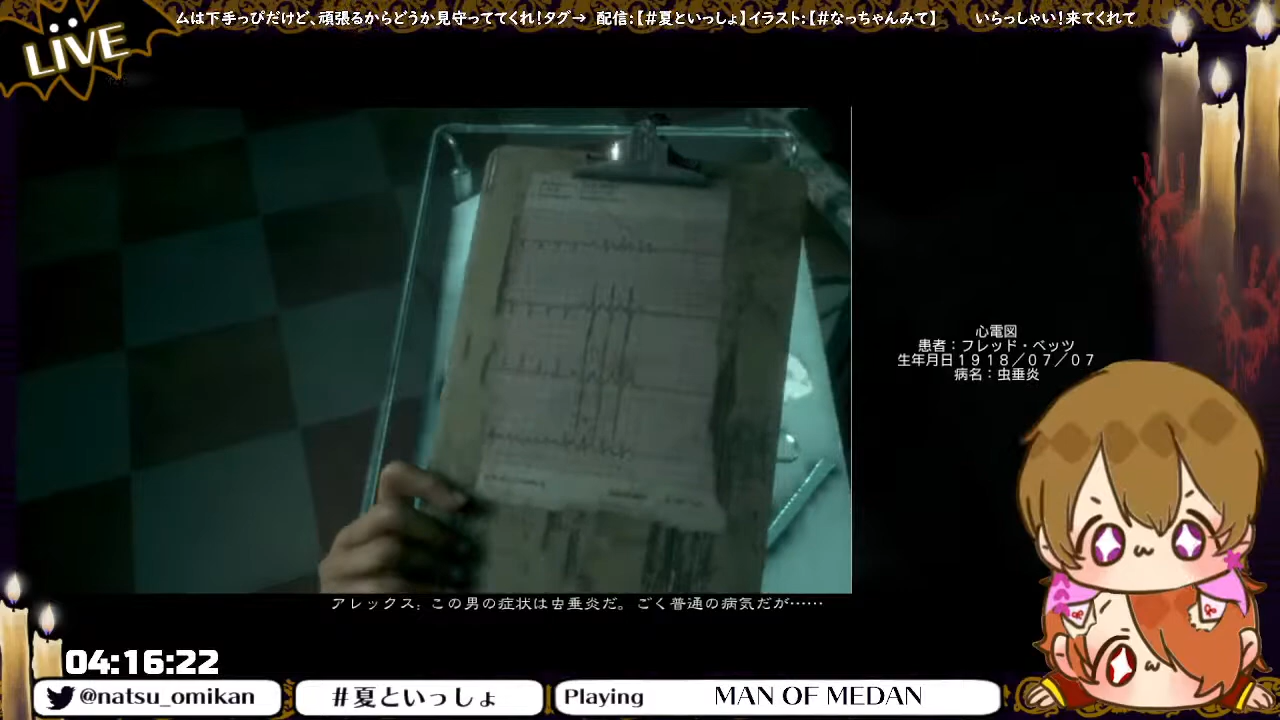 ムは下手っぴだけど、頑張るからどうか見守っててくれ!タグ→ 配信:【#夏といっしょ】イラスト:【#なっちゃんみて】 いらっしゃい!来てくれて
LiVE
心電図
患者：フレッド・ベッツ
生年月日１９１８／０７／０７
病名：虫垂炎
アレックス: この男の症状は虫垂炎だ。ごく普通の病気だが……
04:16:22
@natsu_omikan
#夏といっしょ
Playing MAN OF MEDAN